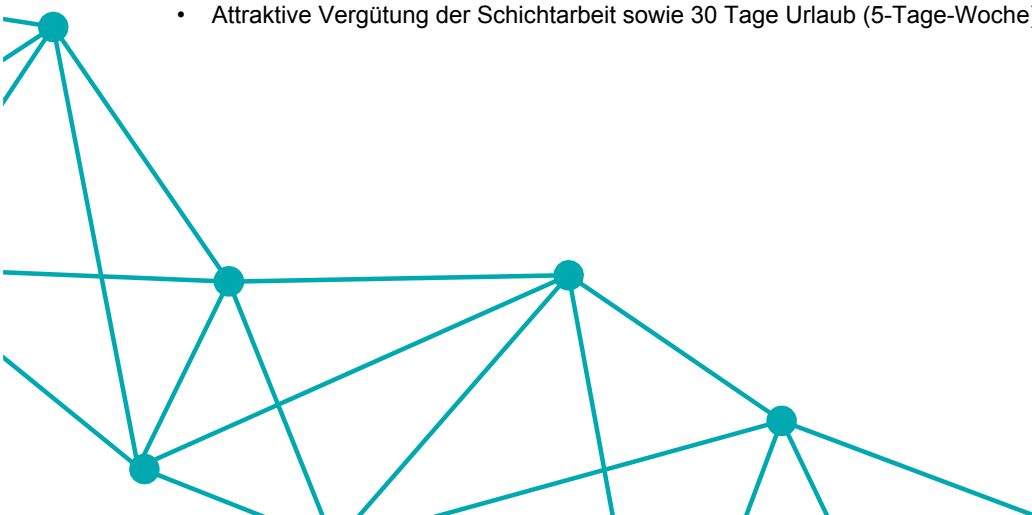 • Attraktive Vergütung der Schichtarbeit sowie 30 Tage Urlaub (5-Tage-Woche)